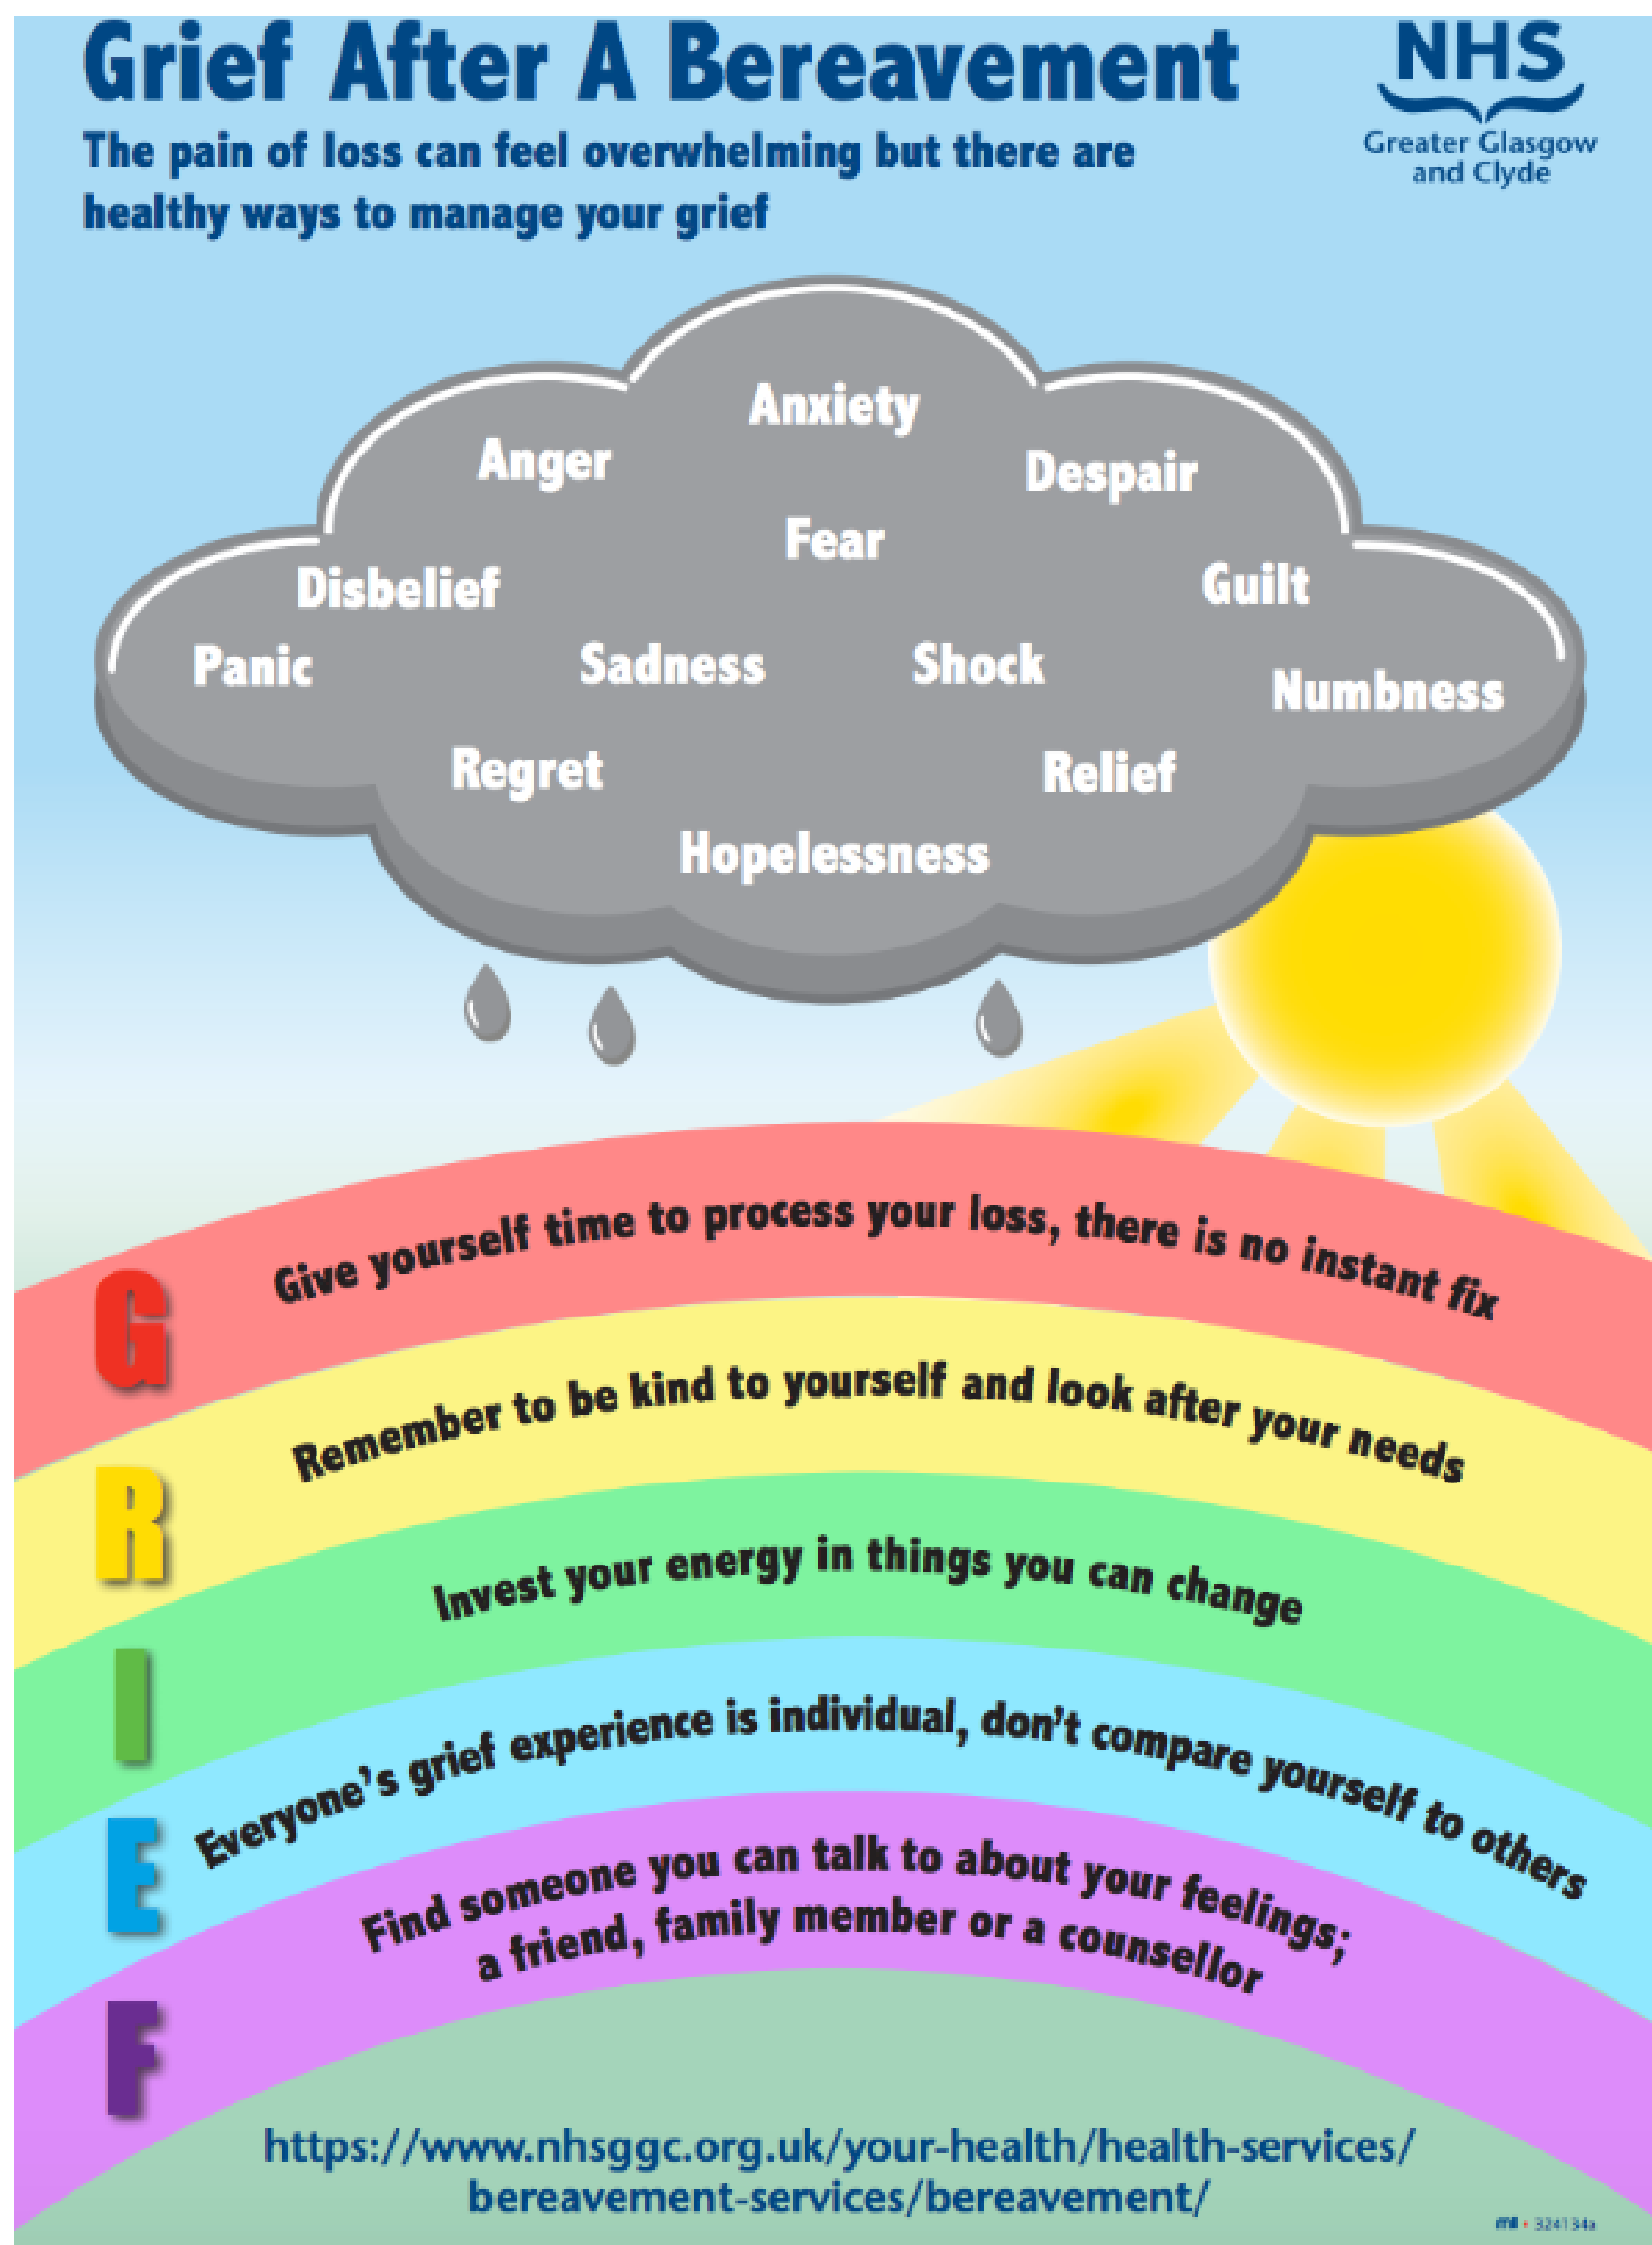 Grief After A Bereavement
The pain of loss can feel overwhelming but there are
healthy ways to manage your grief
NHS
Greater Glasgow
and Clyde
Anxiety
Anger
Despair
Fear
Disbelief
Guilt
Panic
Sadness
Shock
Numbness
Regret
Relief
Hopelessness
G
Give yourself time to process your loss, there is no instant fix
R
Remember to be kind to yourself and look after your needs
I
Invest your energy in things you can change
E
Everyone's grief experience is individual, don't compare yourself to others
F
Find someone you can talk to about your feelings;
a friend, family member or a counsellor
https://www.nhsggc.org.uk/your-health/health-services/
bereavement-services/bereavement/
• 324134a